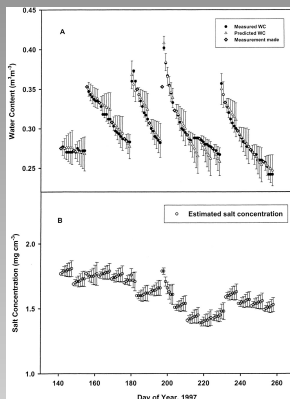 0.45
A
Measured WC
Predicted WC
Measurement made
0.40
0.35
0.30
0.25
Water Content (m³m⁻³)
B
Estimated salt concentration
2.0
1.5
1.0
Salt Concentration (mg cm⁻³)
140 160 180 200 220 240 260
Day of Year, 1997